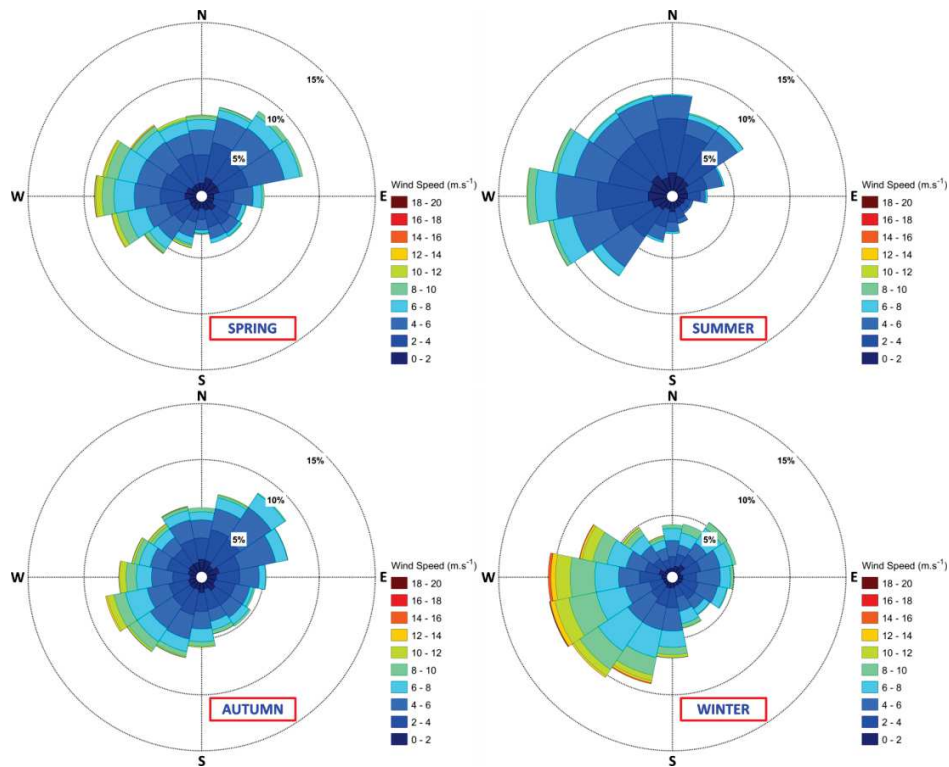 N
15%
10%
5%
W
E
S
Wind Speed (m.s⁻¹)
18 - 20
16 - 18
14 - 16
12 - 14
10 - 12
8 - 10
6 - 8
4 - 6
2 - 4
0 - 2
SPRING
N
15%
10%
5%
W
E
S
Wind Speed (m.s⁻¹)
18 - 20
16 - 18
14 - 16
12 - 14
10 - 12
8 - 10
6 - 8
4 - 6
2 - 4
0 - 2
SUMMER
N
15%
10%
5%
W
E
S
Wind Speed (m.s⁻¹)
18 - 20
16 - 18
14 - 16
12 - 14
10 - 12
8 - 10
6 - 8
4 - 6
2 - 4
0 - 2
AUTUMN
N
15%
10%
5%
W
E
S
Wind Speed (m.s⁻¹)
18 - 20
16 - 18
14 - 16
12 - 14
10 - 12
8 - 10
6 - 8
4 - 6
2 - 4
0 - 2
WINTER